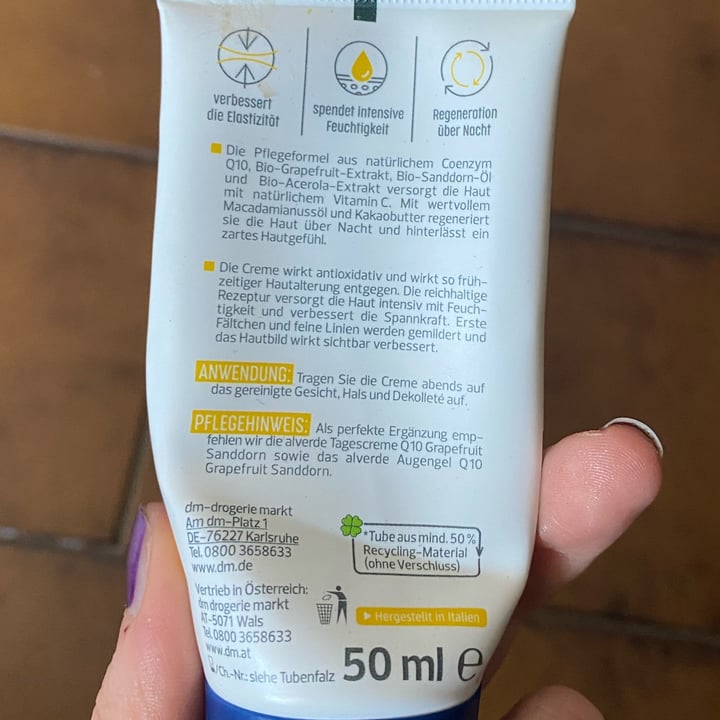 verbessert
die Elastizität
spendet intensive
Feuchtigkeit
Regeneration
über Nacht
Die Pflegeformel aus natürlichem Coenzym
Q10, Bio-Grapefruit-Extrakt, Bio-Sanddorn-Öl
und Bio-Acerola-Extrakt versorgt die Haut
mit natürlichem Vitamin C. Mit wertvollem
Macadamianussöl und Kakaobutter regeneriert
sie die Haut über Nacht und hinterlässt ein
zartes Hautgefühl.
Die Creme wirkt antioxidativ und wirkt so früh-
zeitiger Hautalterung entgegen. Die reichhaltige
Rezeptur versorgt die Haut intensiv mit Feuch-
tigkeit und verbessert die Spannkraft. Erste
Fältchen und feine Linien werden gemildert und
das Hautbild wirkt sichtbar verbessert.
ANWENDUNG: Tragen Sie die Creme abends auf
das gereinigte Gesicht, Hals und Dekolleté auf.
PFLEGEHINWEIS: Als perfekte Ergänzung emp-
fehlen wir die alverde Tagescreme Q10 Grapefruit
Sanddorn sowie das alverde Augengel Q10
Grapefruit Sanddorn.
dm-drogerie markt
Am dm-Platz 1
DE-76227 Karlsruhe
Tel. 0800 3658633
www.dm.de
*Tube aus mind. 50 %
Recycling-Material
(ohne Verschluss)
Vertrieb in Österreich:
dm drogerie markt
AT-5071 Wals
Tel. 0800 3658633
www.dm.at
Hergestellt in Italien
/Ch.-Nr.: siehe Tubenfalz
50 ml e